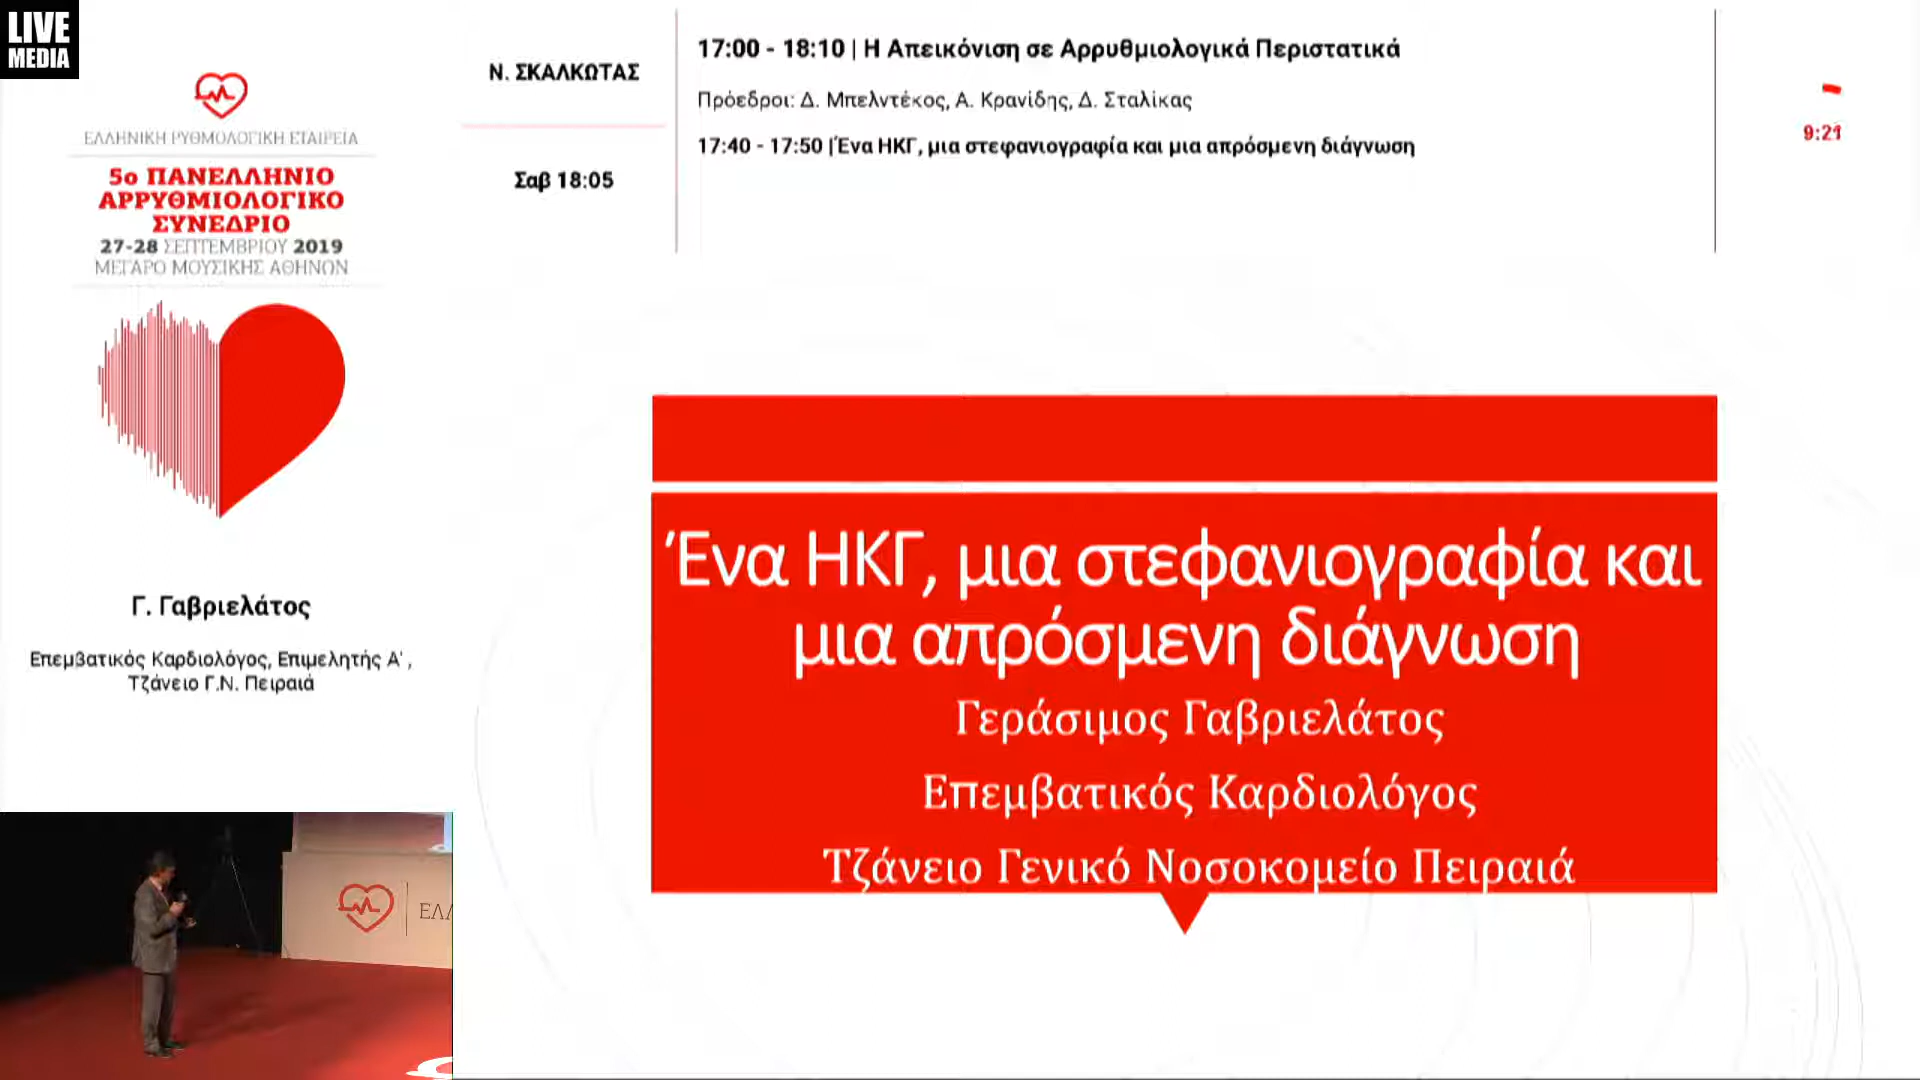 LIVE
MEDIA
ΕΛΛΗΝΙΚΗ ΡΥΘΜΟΛΟΓΙΚΗ ΕΤΑΙΡΕΙΑ
5ο ΠΑΝΕΛΛΗΝΙΟ
ΑΡΡΥΘΜΙΟΛΟΓΙΚΟ
ΣΥΝΕΔΡΙΟ
27-28 ΣΕΠΤΕΜΒΡΙΟΥ 2019
ΜΕΓΑΡΟ ΜΟΥΣΙΚΗΣ ΑΘΗΝΩΝ
Γ. Γαβριελάτος
Επεμβατικός Καρδιολόγος, Επιμελητής Α',
Τζάνειο Γ.Ν. Πειραιά
Ν. ΣΚΑΛΚΩΤΑΣ
Σαβ 18:05
17:00 - 18:10 | Η Απεικόνιση σε Αρρυθμιολογικά Περιστατικά
Πρόεδροι: Δ. Μπελντέκος, Α. Κρανίδης, Δ. Σταλίκας
17:40 - 17:50 |Ένα ΗΚΓ, μια στεφανιογραφία και μια απρόσμενη διάγνωση
9:21
Ένα ΗΚΓ, μια στεφανιογραφία και
μια απρόσμενη διάγνωση
Γεράσιμος Γαβριελάτος
Επεμβατικός Καρδιολόγος
Τζάνειο Γενικό Νοσοκομείο Πειραιά
ΕΛΛ